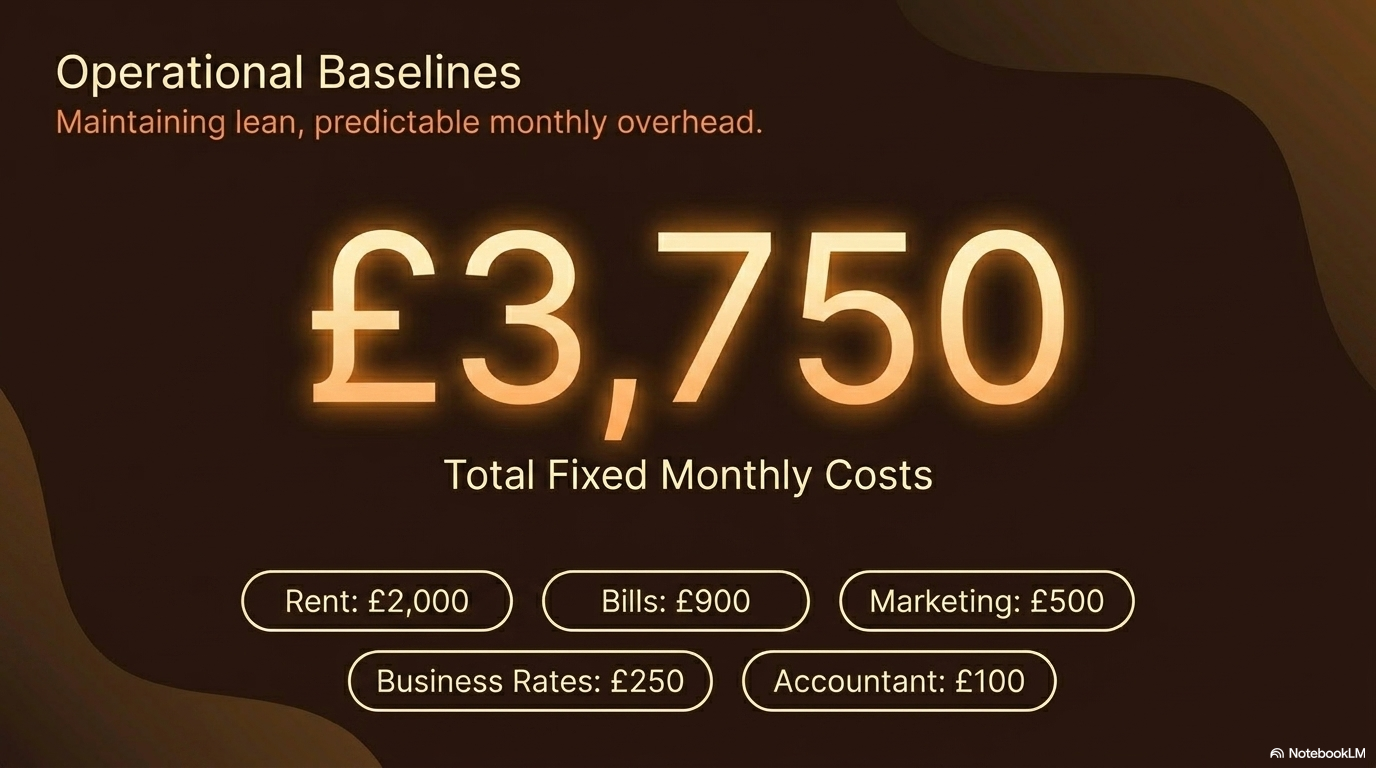 Operational Baselines
Maintaining lean, predictable monthly overhead.
£3,750
Total Fixed Monthly Costs
Rent: £2,000
Bills: £900
Marketing: £500
Business Rates: £250
Accountant: £100
NotebookLM